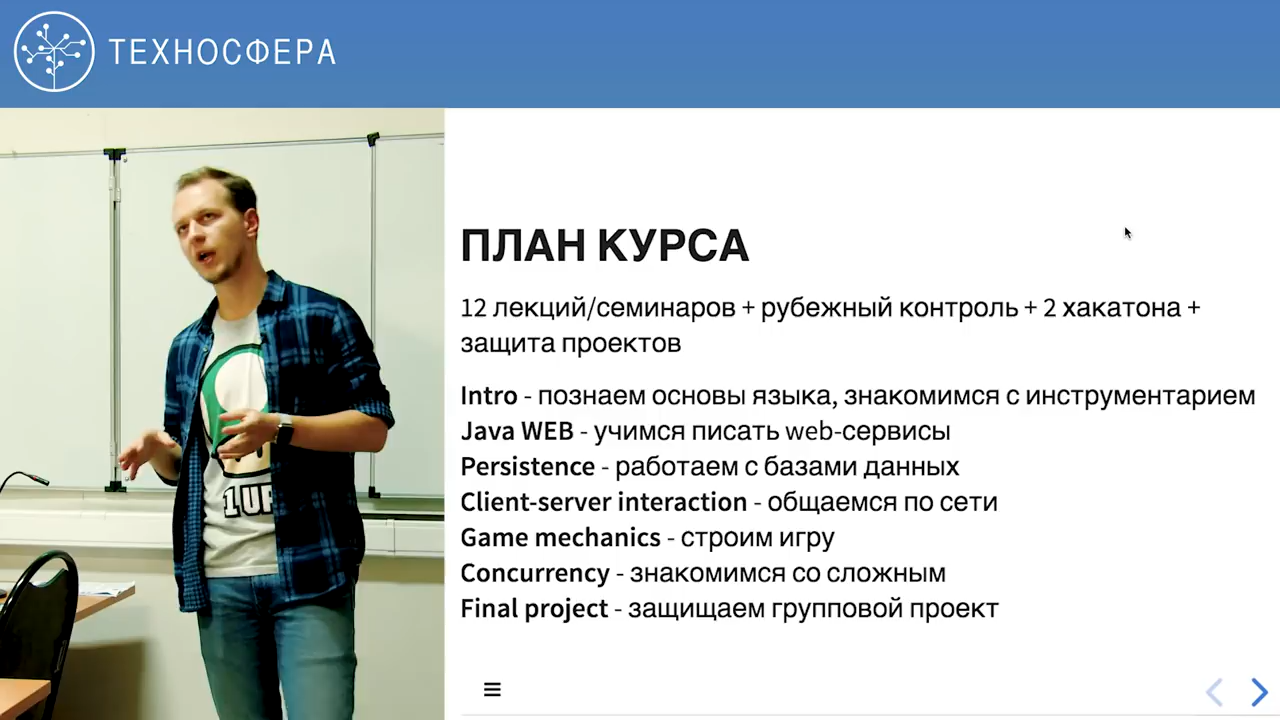 ТЕХНОСФЕРА
ПЛАН КУРСА
12 лекций/семинаров + рубежный контроль + 2 хакатона +
защита проектов
Intro - познаем основы языка, знакомимся с инструментарием
Java WEB - учимся писать web-сервисы
Persistence - работаем с базами данных
Client-server interaction - общаемся по сети
Game mechanics - строим игру
Concurrency - знакомимся со сложным
Final project - защищаем групповой проект
1 UP